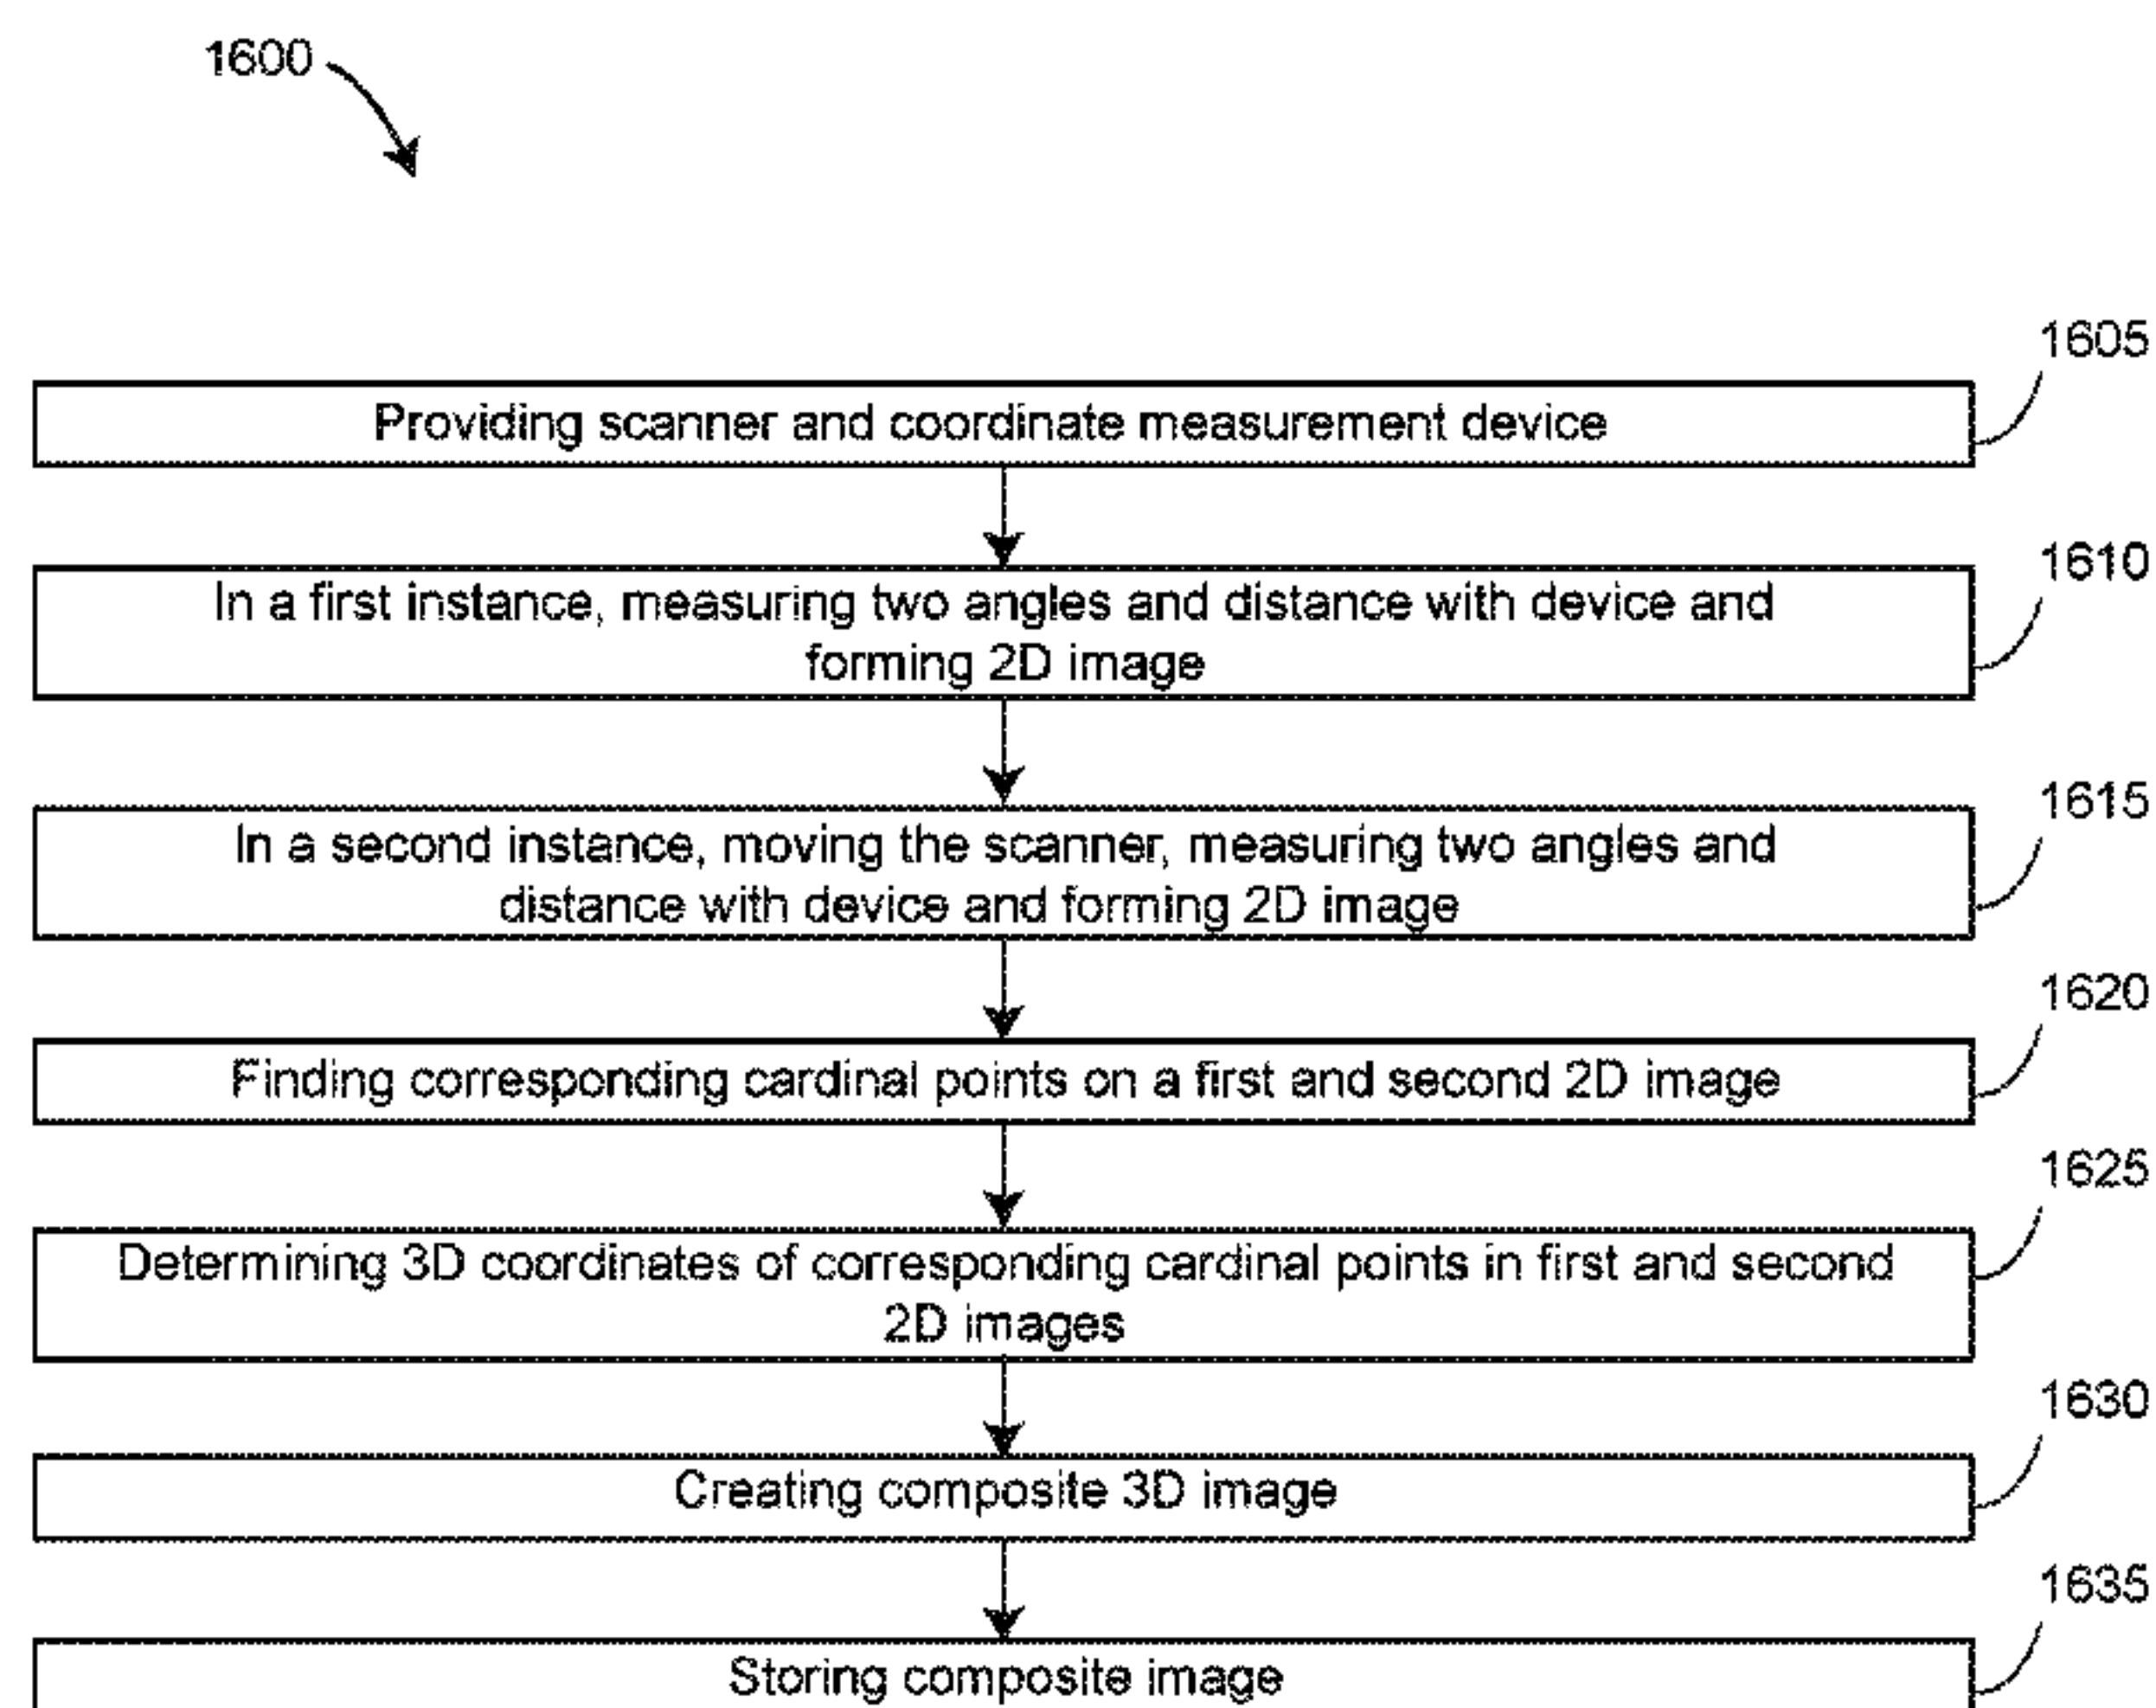 1600
1605
Providing scanner and coordinate measurement device
1610
In a first instance, measuring two angles and distance with device and
forming 2D image
1615
In a second instance, moving the scanner, measuring two angles and
distance with device and forming 2D image
1620
Finding corresponding cardinal points on a first and second 2D image
1625
Determining 3D coordinates of corresponding cardinal points in first and second
2D images
1630
Creating composite 3D image
1635
Storing composite image